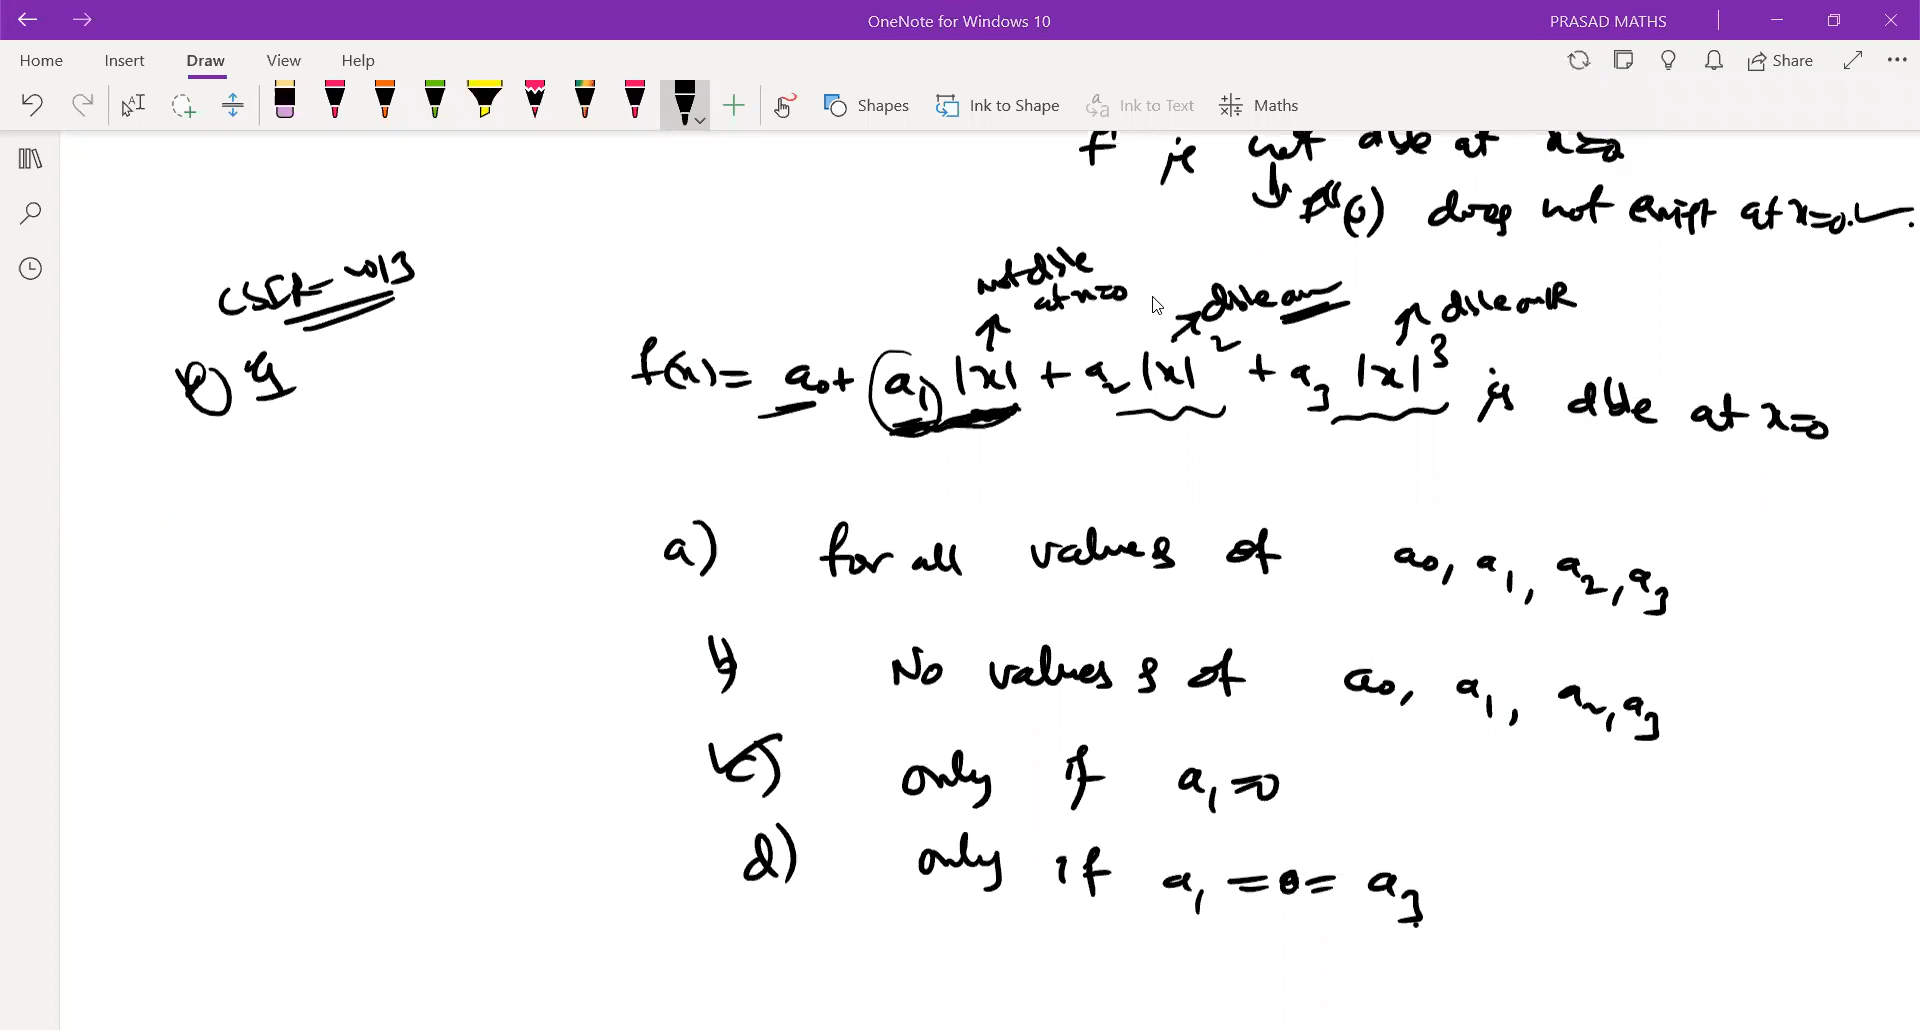 OneNote for Windows 10
PRASAD MATHS
Home Insert Draw View Help
Share
Shapes Ink to Shape Ink to Text Maths
f' is not dble at x=0
f''(0) does not exist at x=0.
CSIR-2013
not dble at x=0
dble on
dble on R
8) If f(x) = a₀ + a₁ |x| + a₂ |x|² + a₃ |x|³ is dble at x=0
a) for all values of a₀, a₁, a₂, a₃
b) No values of a₀, a₁, a₂, a₃
c) only if a₁ = 0
d) only if a₁ = 0 = a₃